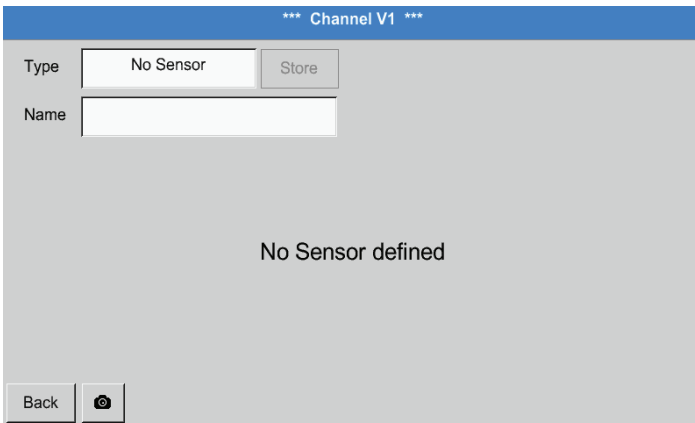 *** Channel V1 ***
Type No Sensor Store
Name
No Sensor defined
Back